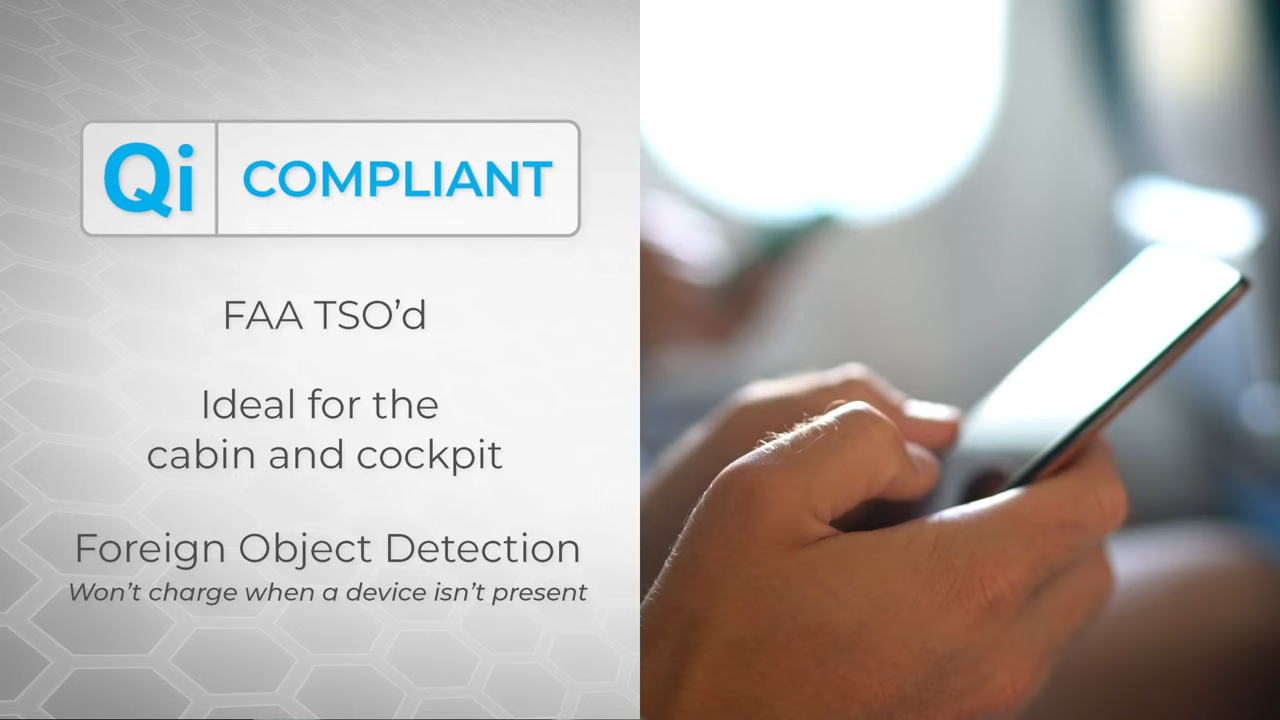 Qi COMPLIANT
FAA TSO’d
Ideal for the
cabin and cockpit
Foreign Object Detection
Won’t charge when a device isn’t present